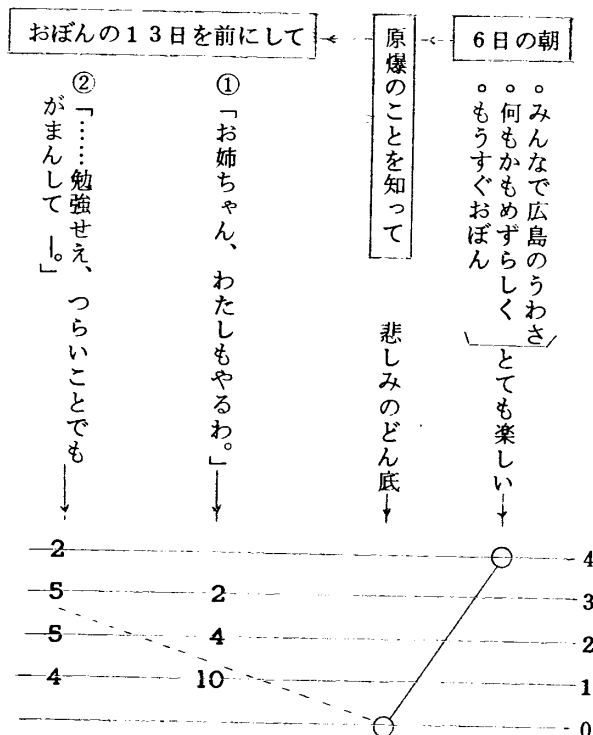 6日の朝
。みんなで広島のうわさ
。何もかもめずらしく
。もうすぐおぼん
とても楽しい
原爆のことを知って
悲しみのどん底
おぼんの13日を前にして
①「お姉ちゃん、わたしもやるわ。」
②「……勉強せえ、つらいことでも
がまんして ―。」
2 4
5 2 3
5 4 2
4 10 1
0